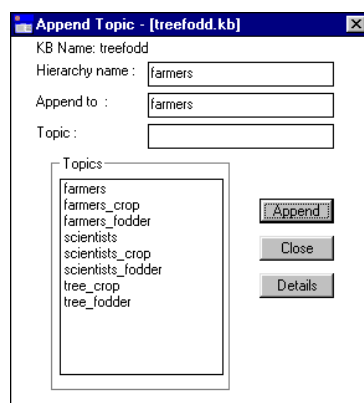 Append Topic - [treefodd.kb]
KB Name: treefodd
Hierarchy name : farmers
Append to : farmers
Topic :
Topics
farmers
farmers_crop
farmers_fodder
scientists
scientists_crop
scientists_fodder
tree_crop
tree_fodder
Append
Close
Details